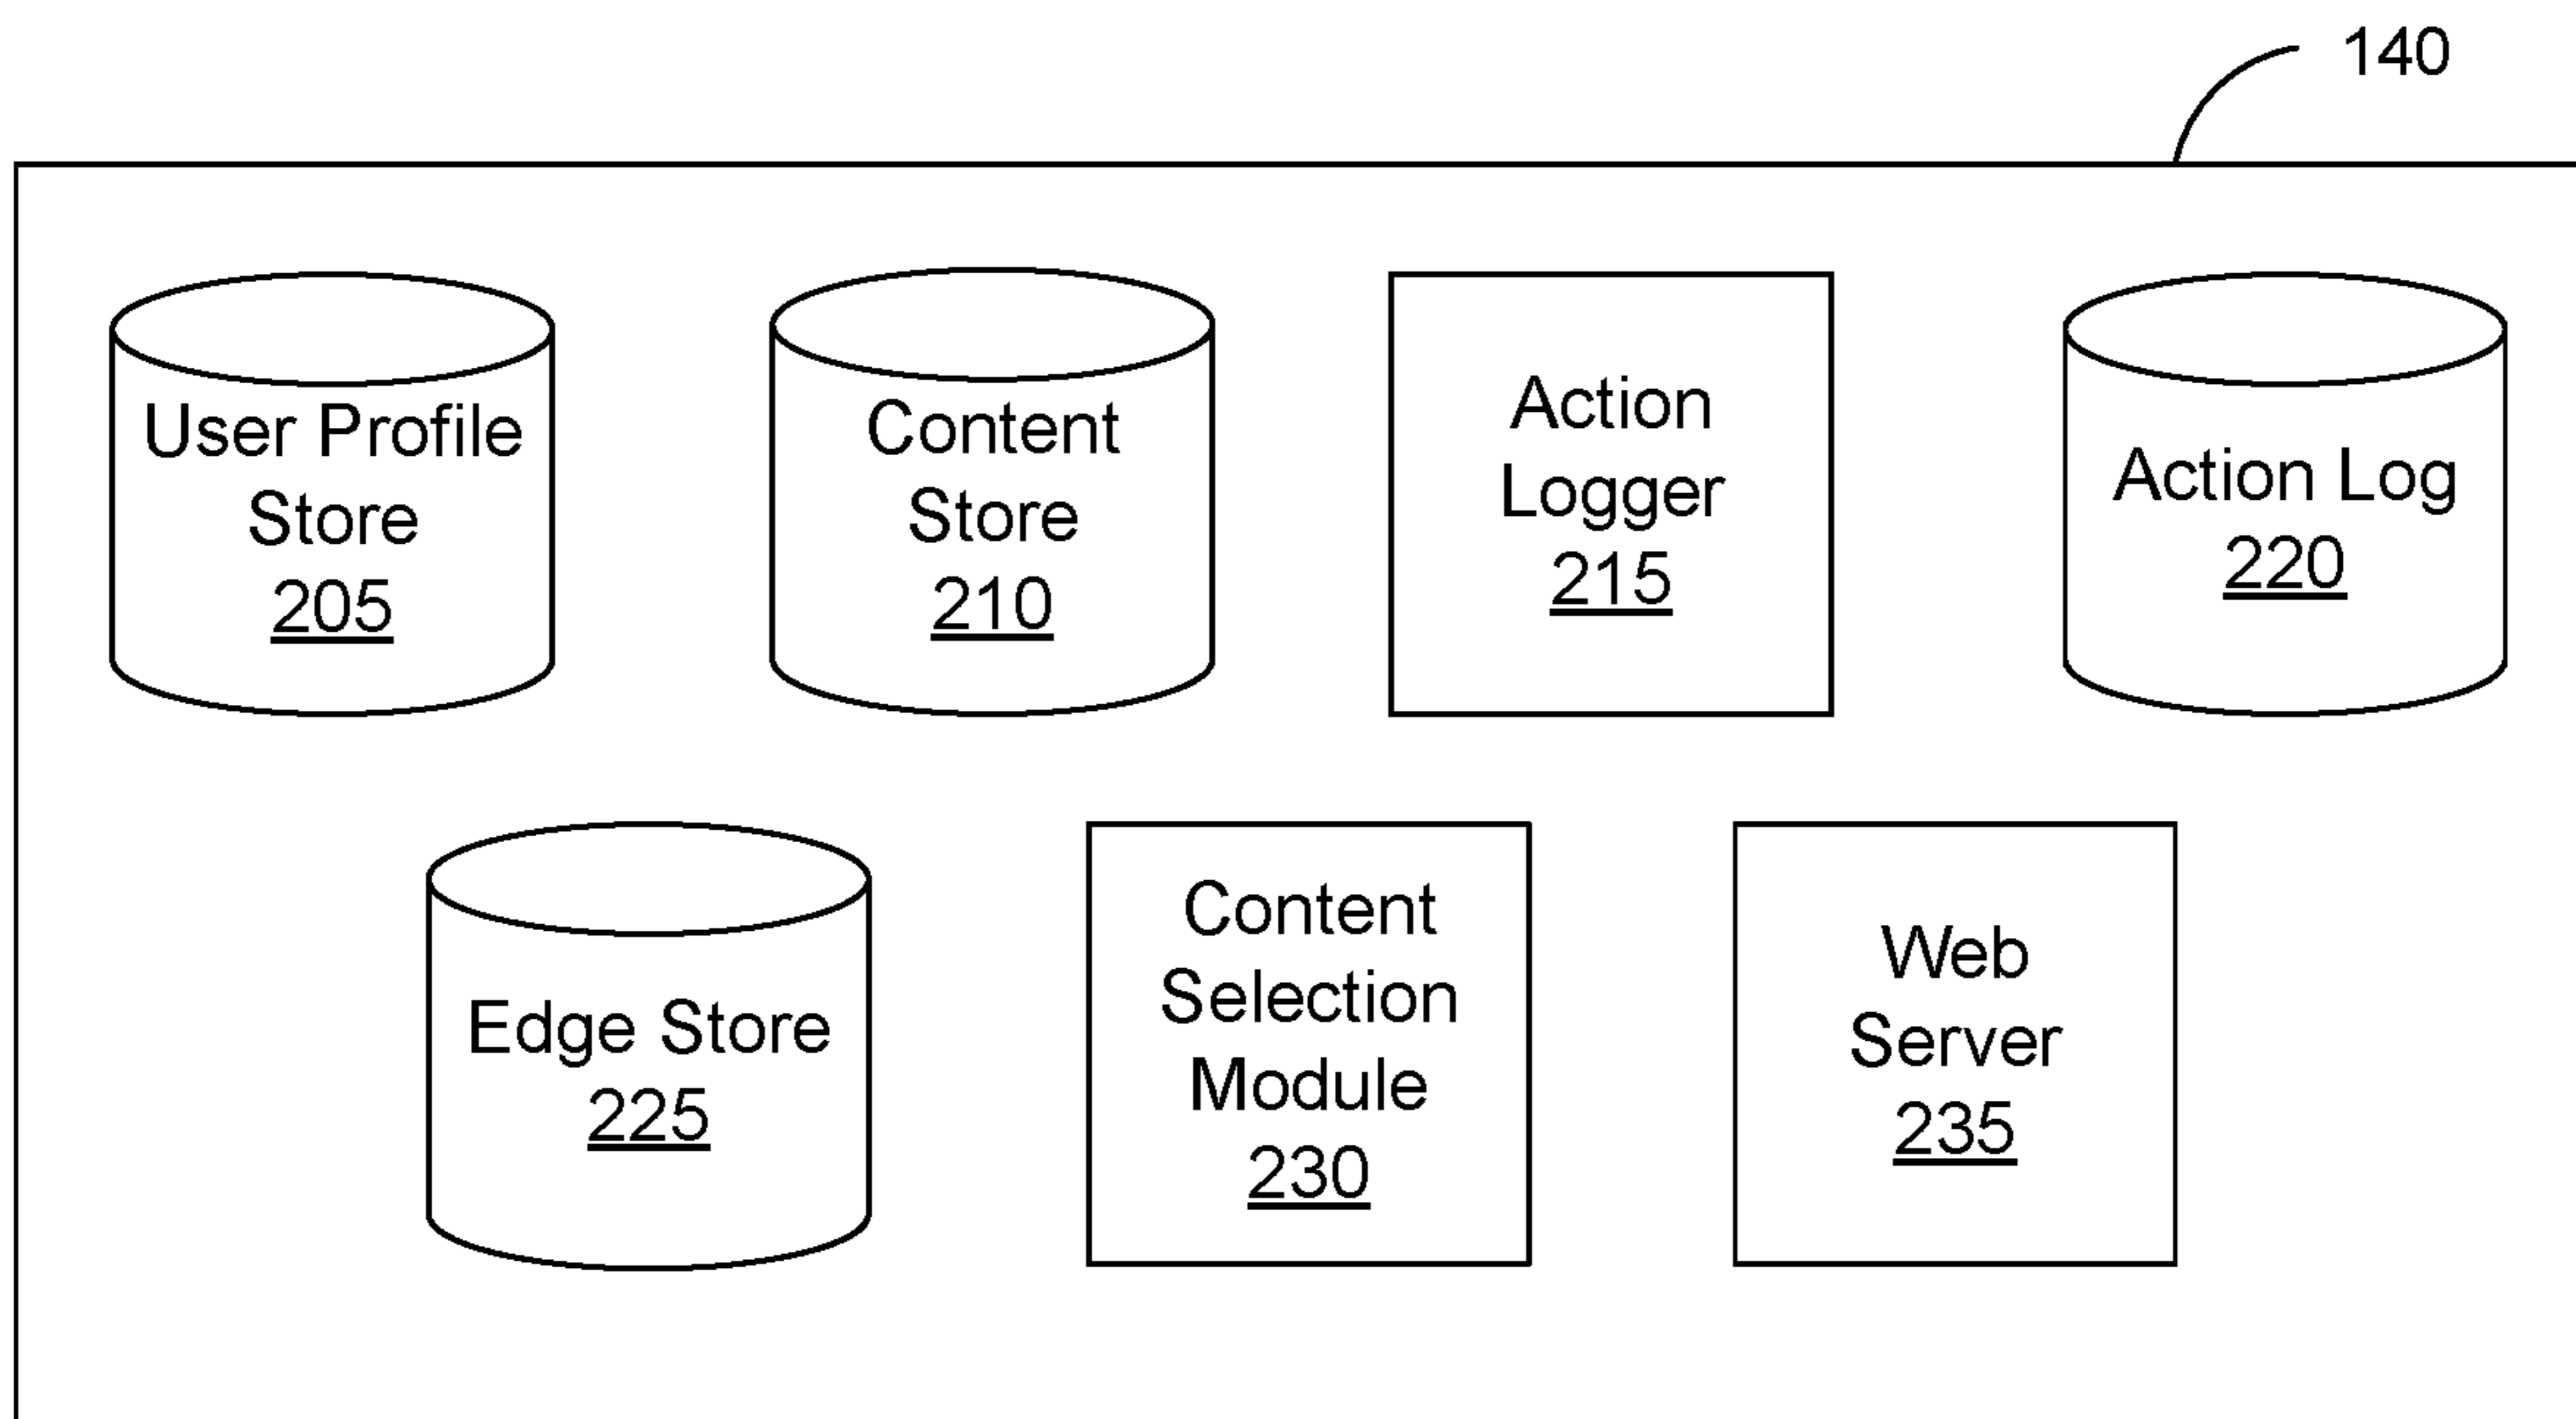 140
User Profile
Store
205
Content
Store
210
Action
Logger
215
Action Log
220
Edge Store
225
Content
Selection
Module
230
Web
Server
235